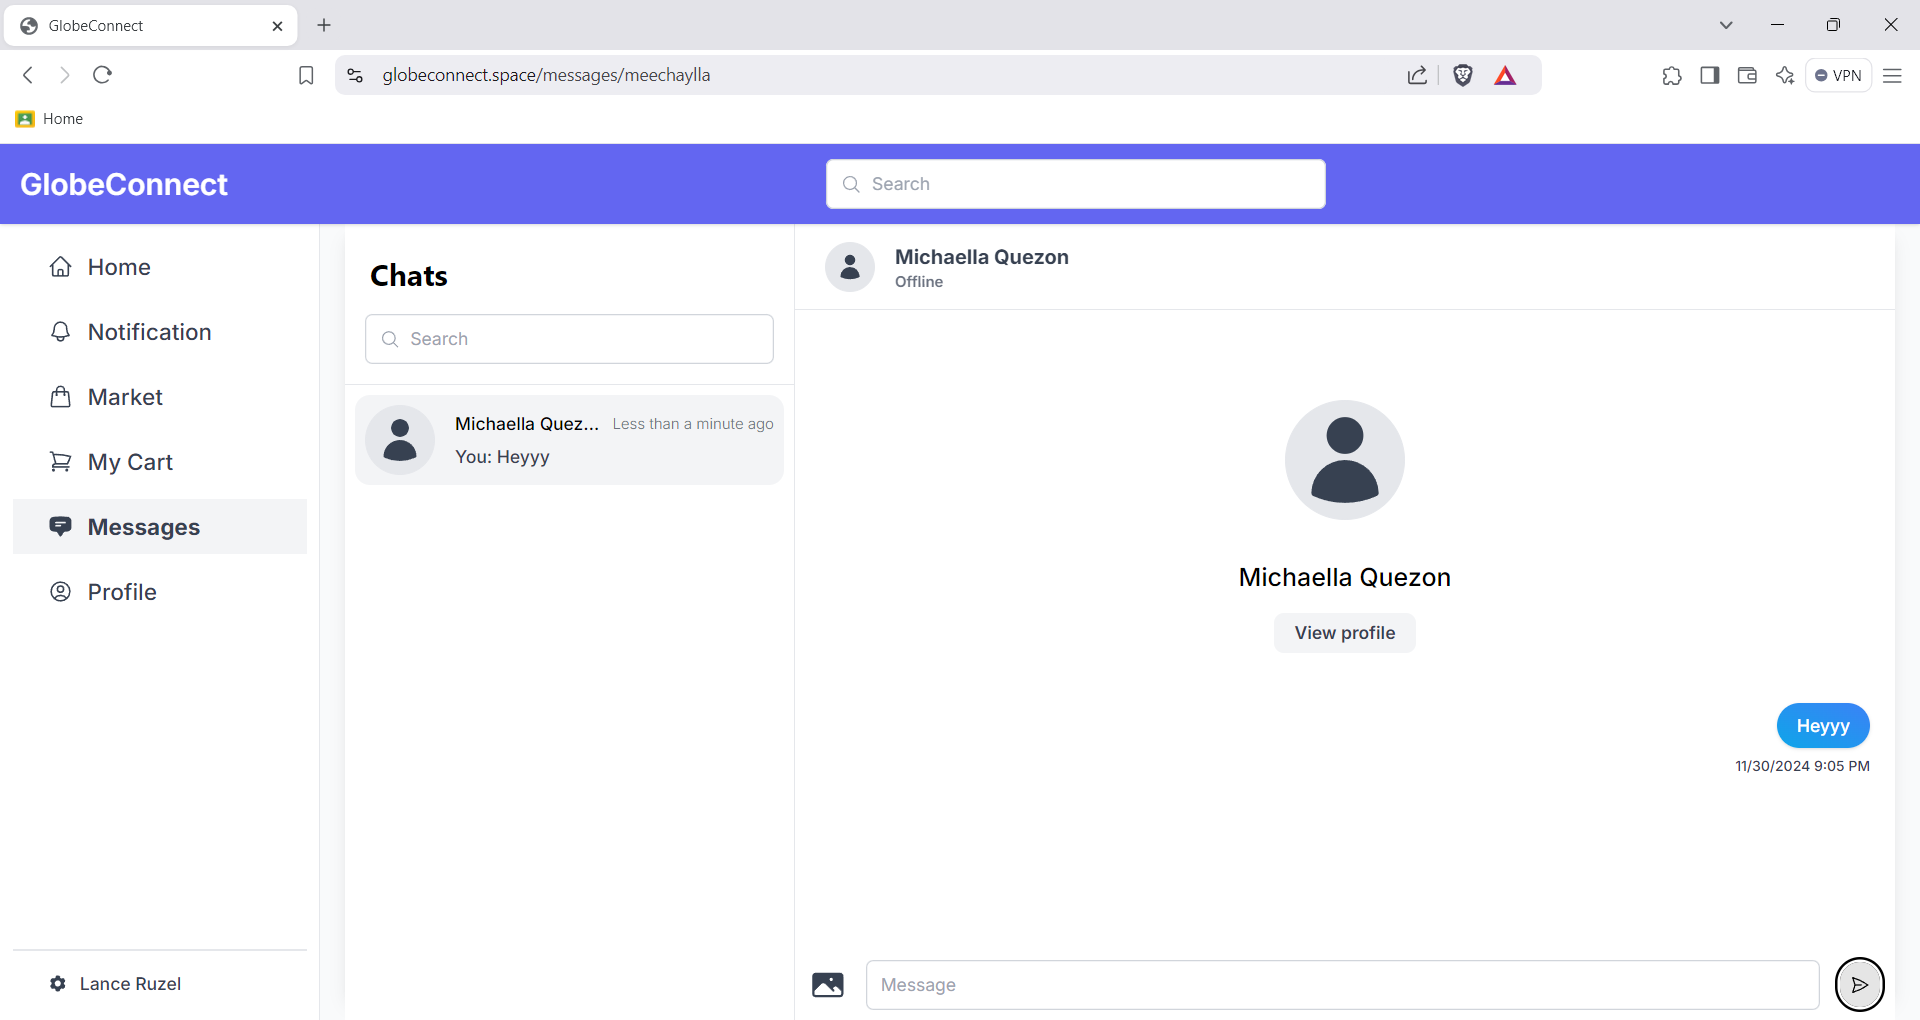 GlobeConnect
globeconnect.space/messages/meechaylla
VPN
Home
GlobeConnect
Search
Home
Notification
Market
My Cart
Messages
Profile
Lance Ruzel
Chats
Search
Michaella Quez... Less than a minute ago
You: Heyyy
Michaella Quezon
Offline
Michaella Quezon
View profile
Heyyy
11/30/2024 9:05 PM
Message